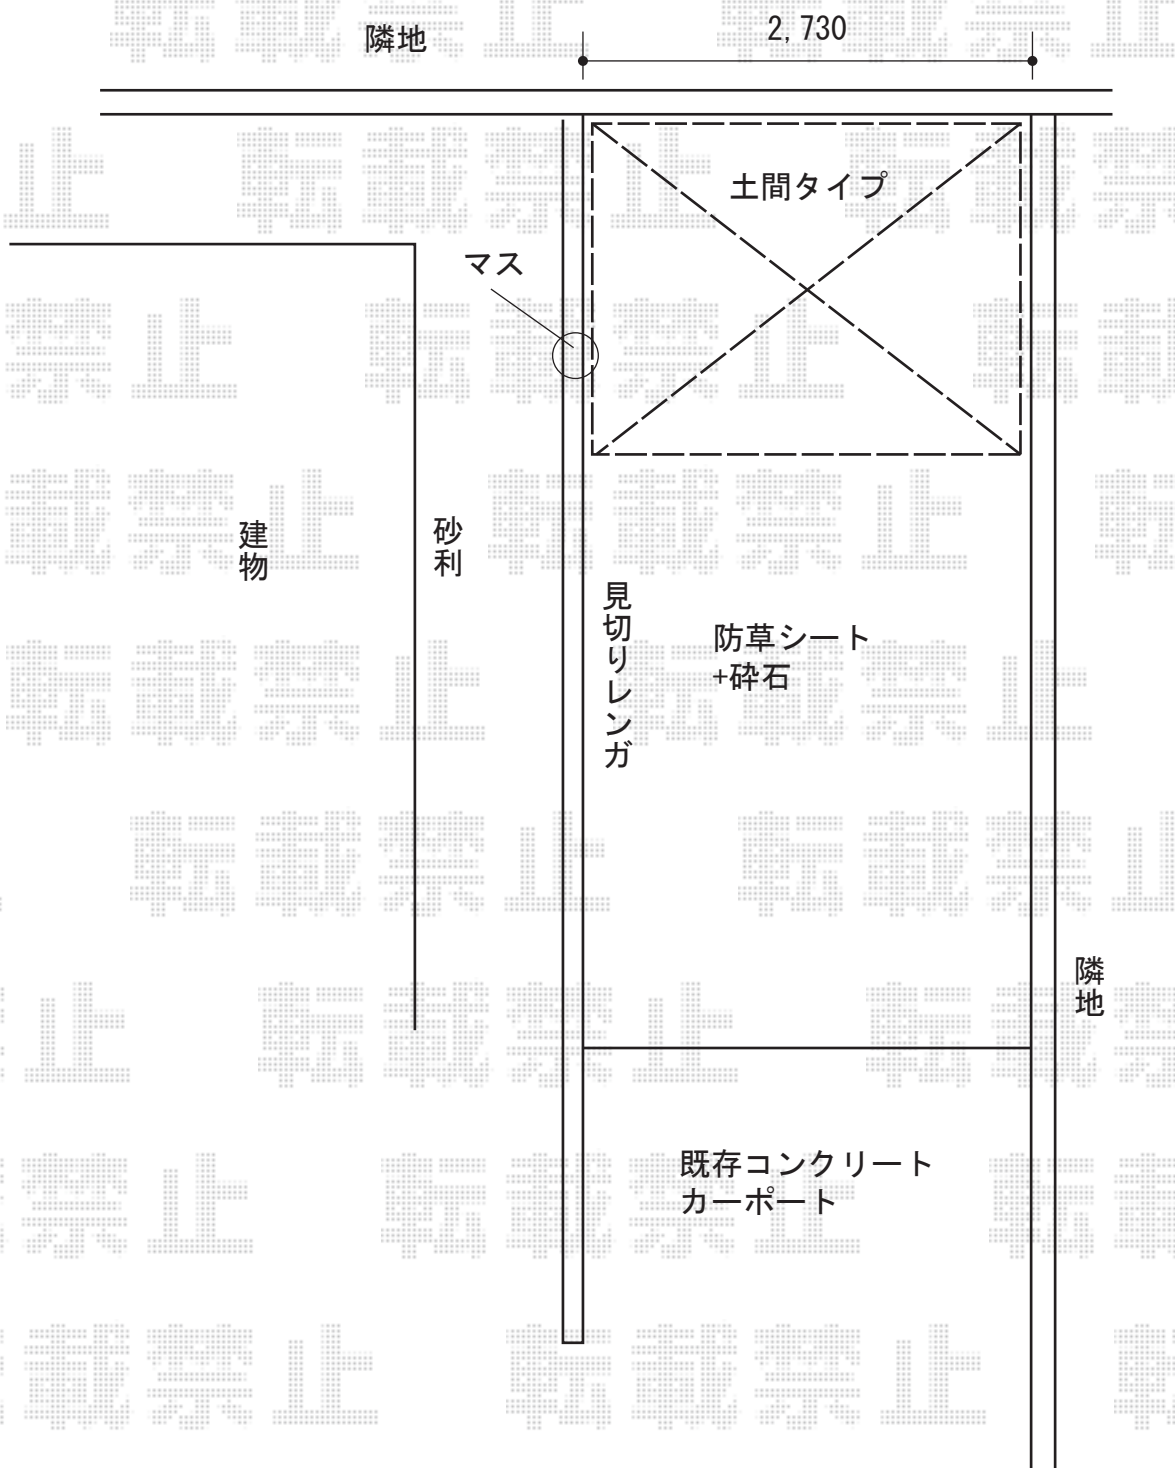 隣地
2,730
土間タイプ
マス
建物
砂利
見切りレンガ
防草シート
+砕石
隣地
既存コンクリート
カーポート
転載禁止